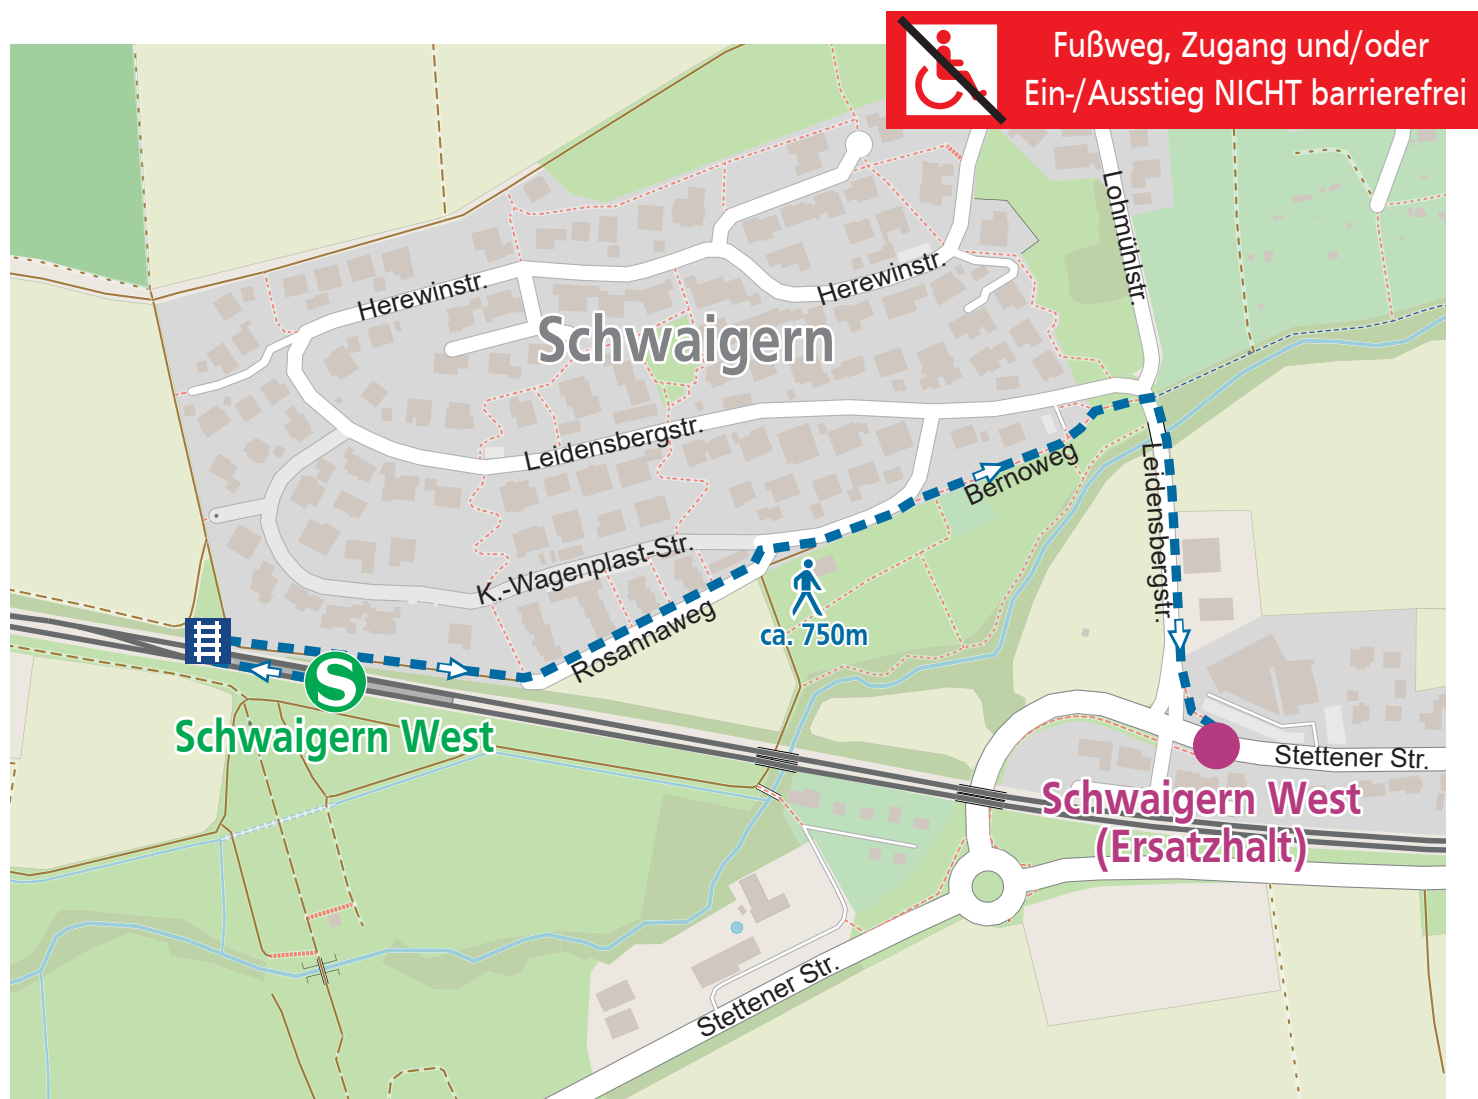 Fußweg, Zugang und/oder
Ein-/Ausstieg NICHT barrierefrei
Lohmühlstr.
Herewinstr.
Herewinstr.
Schwaigern
Leidensbergstr.
Bernoweg
Leidensbergstr.
K.-Wagenplast-Str.
Rosannaweg
ca. 750m
S
Schwaigern West
Stettener Str.
Schwaigern West
(Ersatzhalt)
Stettener Str.